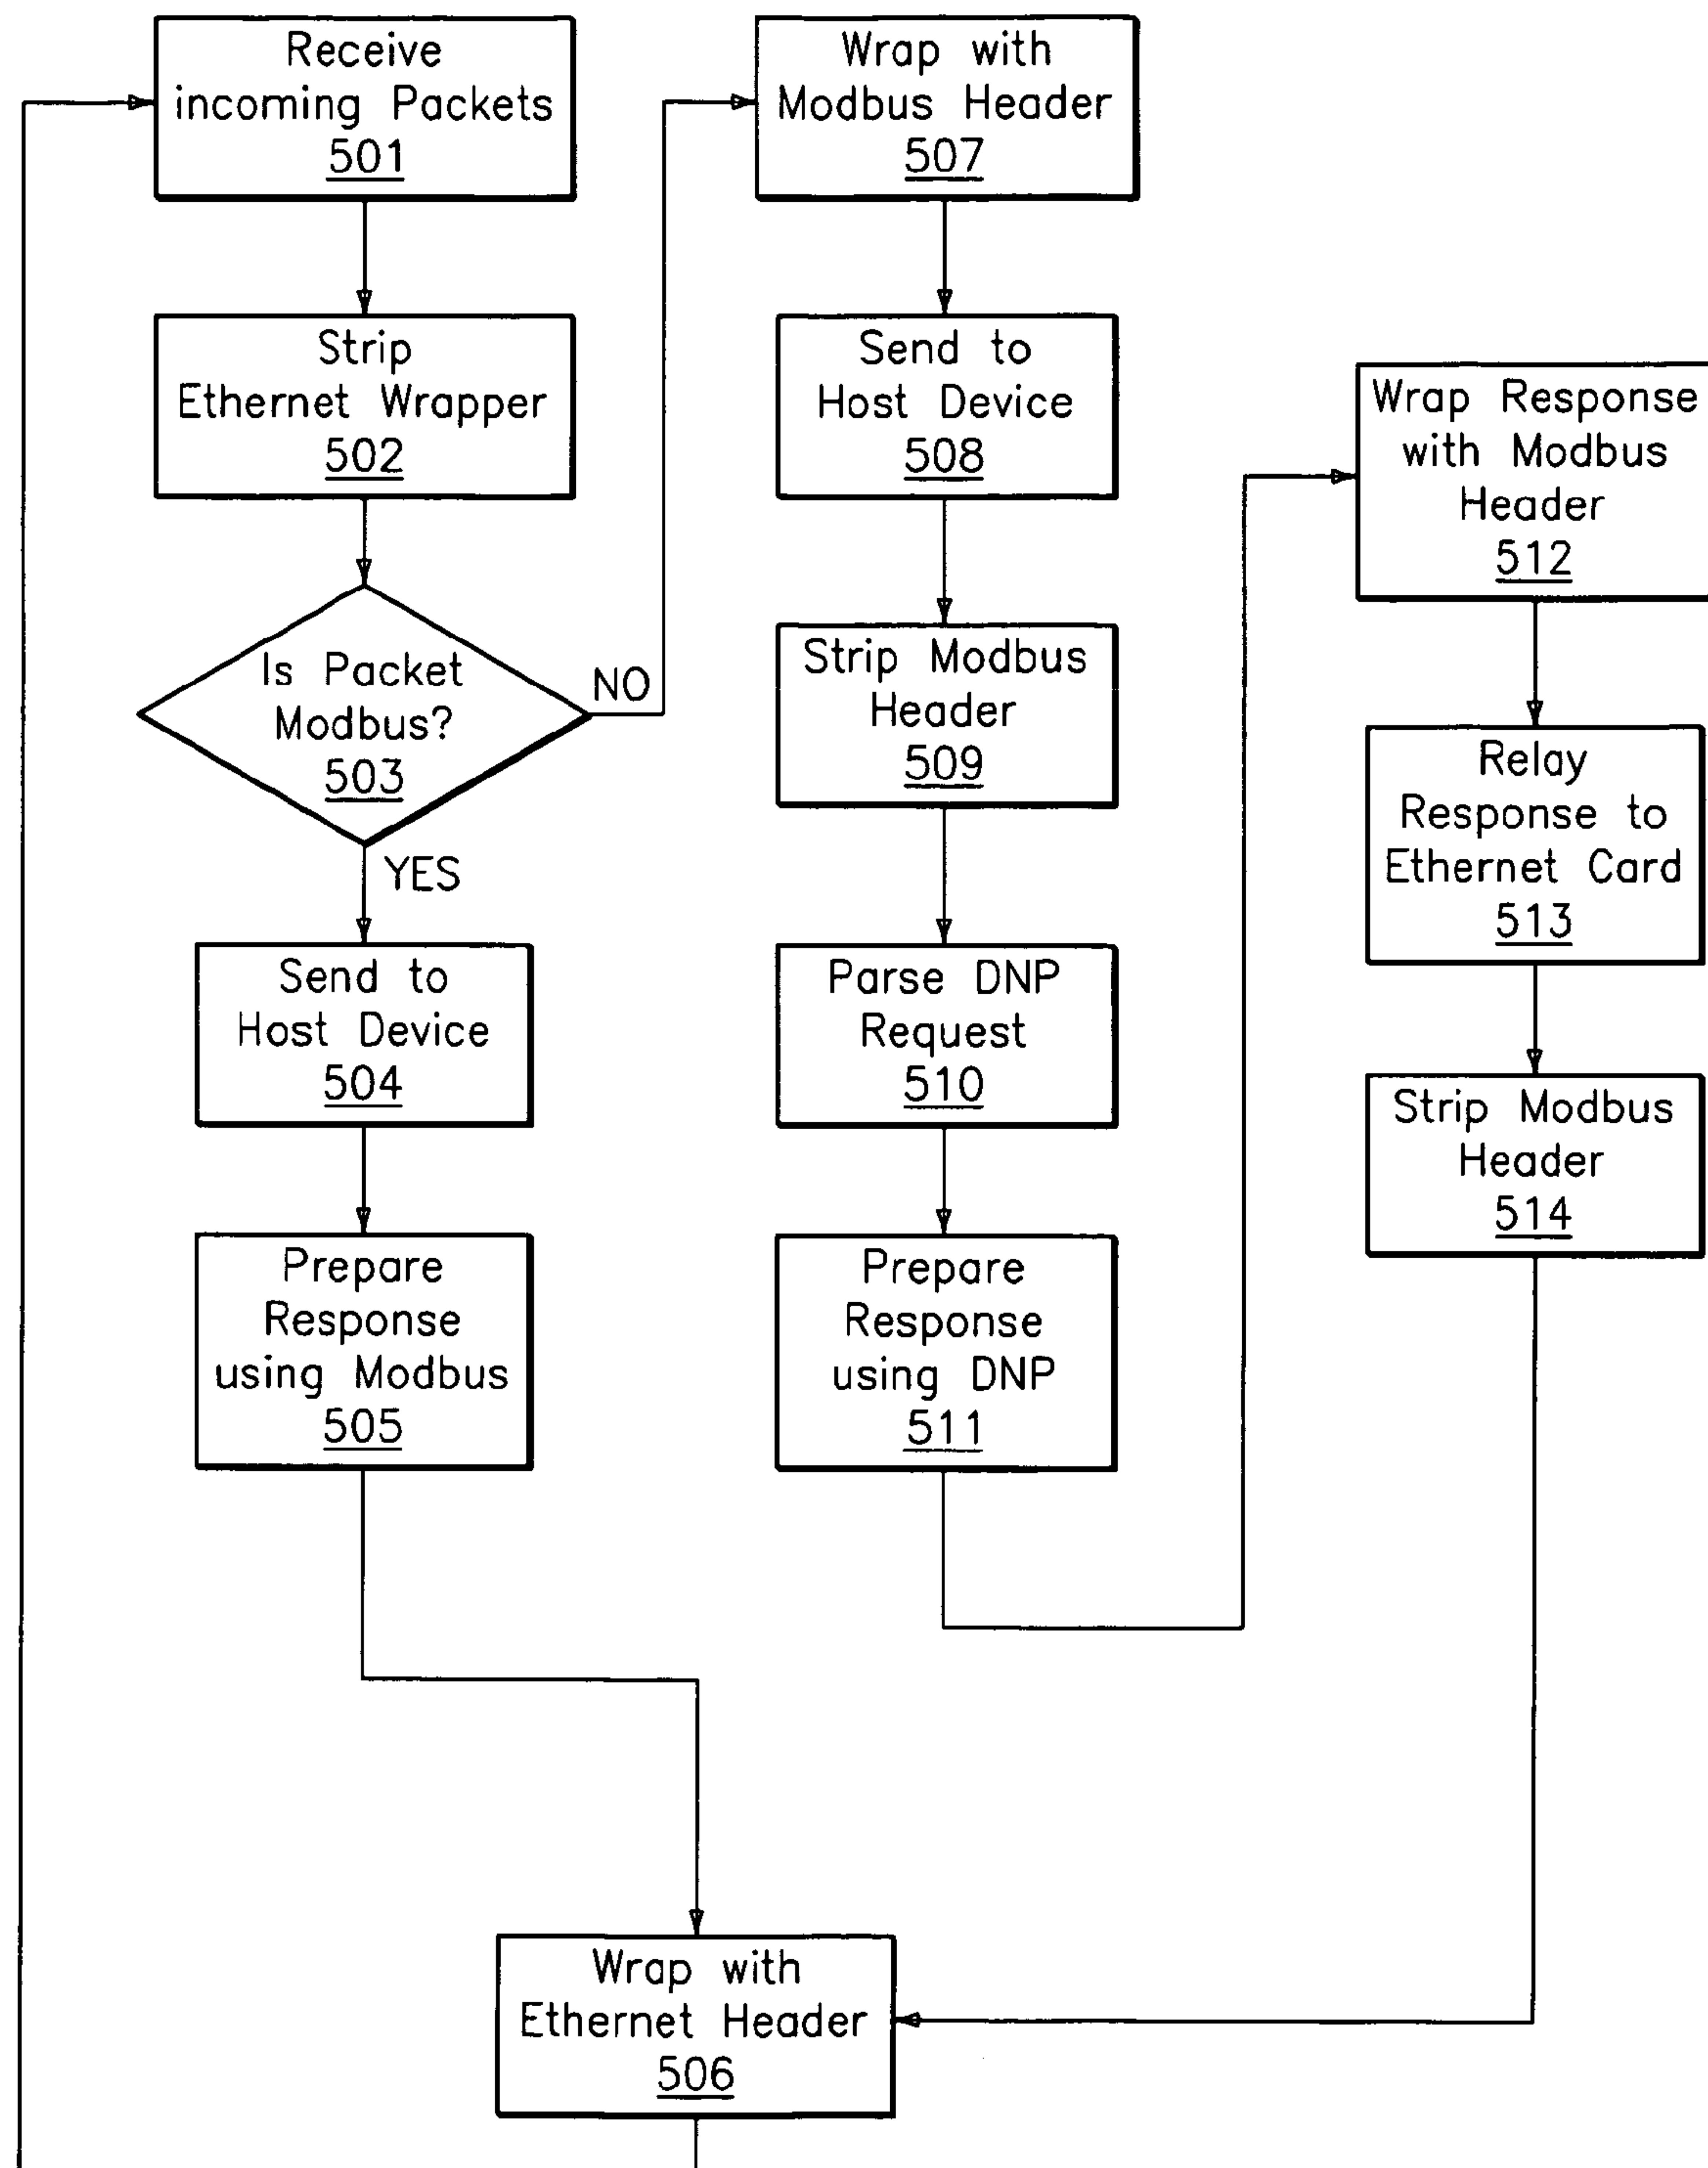 Receive
incoming Packets
501
Strip
Ethernet Wrapper
502
Is Packet
Modbus?
503
NO
YES
Send to
Host Device
504
Prepare
Response
using Modbus
505
Wrap with
Modbus Header
507
Send to
Host Device
508
Strip Modbus
Header
509
Parse DNP
Request
510
Prepare
Response
using DNP
511
Wrap Response
with Modbus
Header
512
Relay
Response to
Ethernet Card
513
Strip Modbus
Header
514
Wrap with
Ethernet Header
506